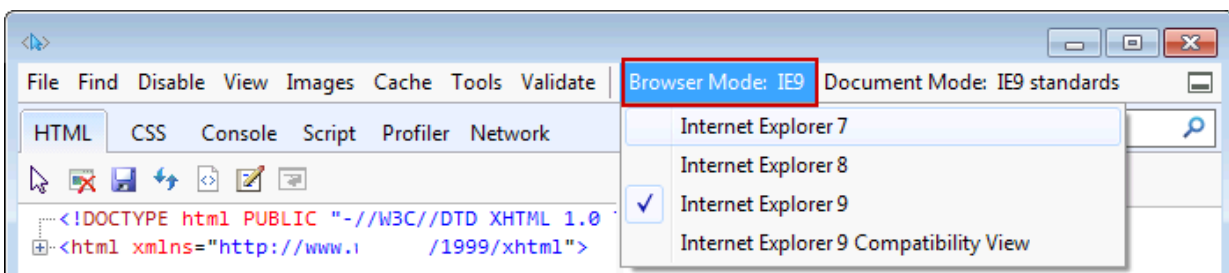 File Find Disable View Images Cache Tools Validate Browser Mode: IE9 Document Mode: IE9 standards
HTML CSS Console Script Profiler Network
Internet Explorer 7
Internet Explorer 8
Internet Explorer 9
Internet Explorer 9 Compatibility View
<!DOCTYPE html PUBLIC "-//W3C//DTD XHTML 1.0
<html xmlns="http://www. /1999/xhtml">